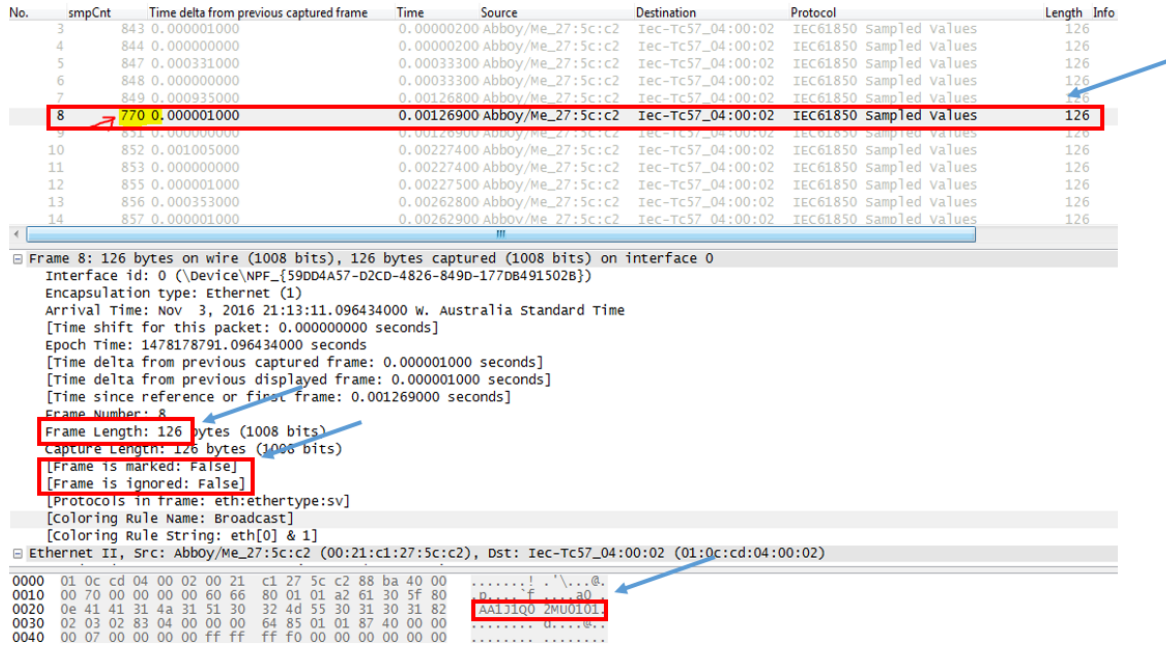 No. smpCnt Time delta from previous captured frame Time Source Destination Protocol Length Info
3 843 0.000001000 0.00000200 AbbOy/Me_27:5c:c2 Iec-Tc57_04:00:02 IEC61850 Sampled Values 126
4 844 0.000000000 0.00000200 AbbOy/Me_27:5c:c2 Iec-Tc57_04:00:02 IEC61850 Sampled Values 126
5 847 0.000331000 0.00033300 AbbOy/Me_27:5c:c2 Iec-Tc57_04:00:02 IEC61850 Sampled Values 126
6 848 0.000000000 0.00033300 AbbOy/Me_27:5c:c2 Iec-Tc57_04:00:02 IEC61850 Sampled Values 126
7 849 0.000935000 0.00126800 AbbOy/Me_27:5c:c2 Iec-Tc57_04:00:02 IEC61850 Sampled Values 126
8 770 0.000001000 0.00126900 AbbOy/Me_27:5c:c2 Iec-Tc57_04:00:02 IEC61850 Sampled Values 126
9 851 0.000000000 0.00126900 AbbOy/Me_27:5c:c2 Iec-Tc57_04:00:02 IEC61850 Sampled Values 126
10 852 0.001005000 0.00227400 AbbOy/Me_27:5c:c2 Iec-Tc57_04:00:02 IEC61850 Sampled Values 126
11 853 0.000000000 0.00227400 AbbOy/Me_27:5c:c2 Iec-Tc57_04:00:02 IEC61850 Sampled Values 126
12 855 0.000001000 0.00227500 AbbOy/Me_27:5c:c2 Iec-Tc57_04:00:02 IEC61850 Sampled Values 126
13 856 0.000353000 0.00262800 AbbOy/Me_27:5c:c2 Iec-Tc57_04:00:02 IEC61850 Sampled Values 126
14 857 0.000001000 0.00262900 AbbOy/Me_27:5c:c2 Iec-Tc57_04:00:02 IEC61850 Sampled Values 126
Frame 8: 126 bytes on wire (1008 bits), 126 bytes captured (1008 bits) on interface 0
Interface id: 0 (\Device\NPF_{59DD4A57-D2CD-4826-849D-177DB491502B})
Encapsulation type: Ethernet (1)
Arrival Time: Nov 3, 2016 21:13:11.096434000 W. Australia Standard Time
[Time shift for this packet: 0.000000000 seconds]
Epoch Time: 1478178791.096434000 seconds
[Time delta from previous captured frame: 0.000001000 seconds]
[Time delta from previous displayed frame: 0.000001000 seconds]
[Time since reference or first frame: 0.001269000 seconds]
Frame Number: 8
Frame Length: 126 bytes (1008 bits)
Capture Length: 126 bytes (1008 bits)
[Frame is marked: False]
[Frame is ignored: False]
[Protocols in frame: eth:ethertype:sv]
[Coloring Rule Name: Broadcast]
[Coloring Rule String: eth[0] & 1]
Ethernet II, Src: AbbOy/Me_27:5c:c2 (00:21:c1:27:5c:c2), Dst: Iec-Tc57_04:00:02 (01:0c:cd:04:00:02)
0000 01 0c cd 04 00 02 00 21 c1 27 5c c2 88 ba 40 00 .......! .'\...@.
0010 00 70 00 00 00 00 60 66 80 01 01 a2 61 30 5f 80 .p....`f ....a0_.
0020 0e 41 41 31 4a 31 51 30 32 4d 55 30 31 30 31 82 .AA1J1Q0 2MU0101.
0030 02 03 02 83 04 00 00 00 64 85 01 01 87 40 00 00 ........ d....@..
0040 00 07 00 00 00 00 ff ff ff f0 00 00 00 00 00 00 ........ ........